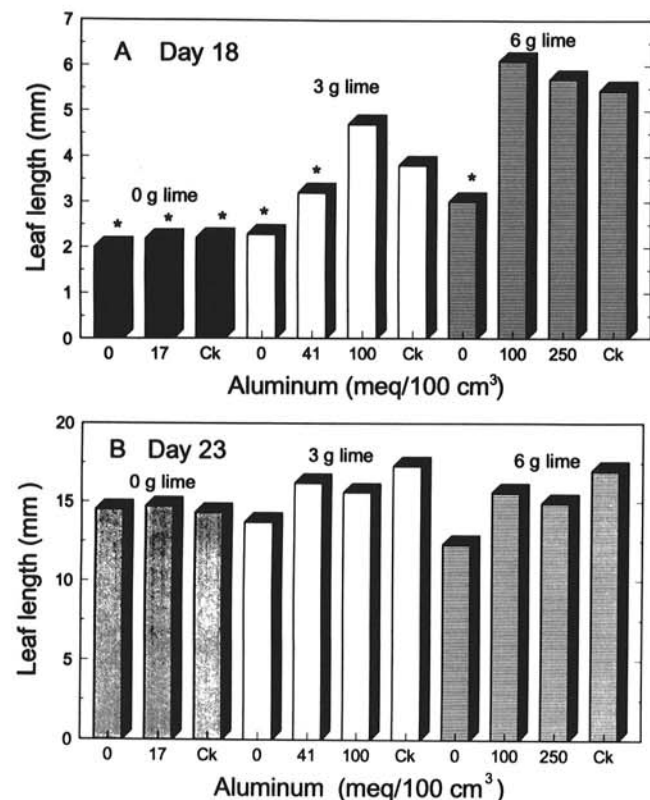 A Day 18
6 g lime
3 g lime
0 g lime
* * * * * *
Leaf length (mm)
7
6
5
4
3
2
1
0
0 17 Ck 0 41 100 Ck 0 100 250 Ck
Aluminum (meq/100 cm³)
B Day 23
0 g lime 3 g lime 6 g lime
Leaf length (mm)
20
15
10
5
0
0 17 Ck 0 41 100 Ck 0 100 250 Ck
Aluminum (meq/100 cm³)